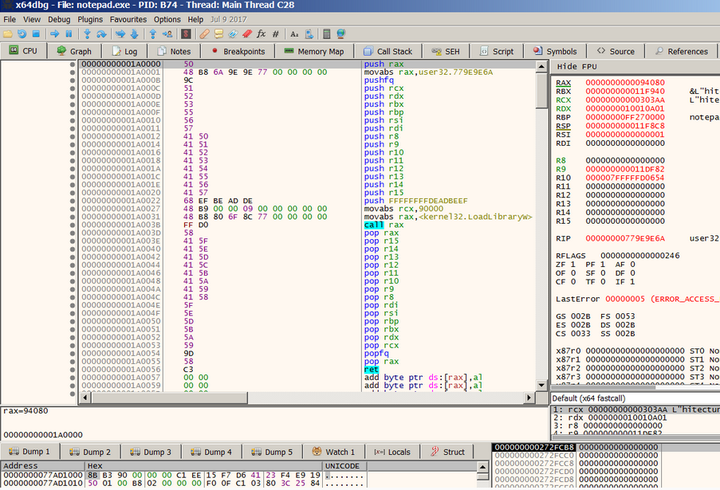 x64dbg - File: notepad.exe - PID: B74 - Thread: Main Thread C28
File View Debug Plugins Favourites Options Help Jul 9 2017
CPU Graph Log Notes Breakpoints Memory Map Call Stack SEH Script Symbols Source References
00000000001A0000 50 push rax
00000000001A0001 48 B8 6A 9E 9E 77 00 00 00 00 movabs rax,user32.779E9E6A
00000000001A000B 9C pushfq
00000000001A000C 51 push rcx
00000000001A000D 52 push rdx
00000000001A000E 53 push rbx
00000000001A000F 55 push rbp
00000000001A0010 56 push rsi
00000000001A0011 57 push rdi
00000000001A0012 41 50 push r8
00000000001A0014 41 51 push r9
00000000001A0016 41 52 push r10
00000000001A0018 41 53 push r11
00000000001A001A 41 54 push r12
00000000001A001C 41 55 push r13
00000000001A001E 41 56 push r14
00000000001A0020 41 57 push r15
00000000001A0022 68 EF BE AD DE push FFFFFFFFDEADBEEF
00000000001A0027 48 B9 00 00 09 00 00 00 00 00 movabs rcx,90000
00000000001A0031 48 B8 80 6F 8C 77 00 00 00 00 movabs rax,<kernel32.LoadLibraryW>
00000000001A003B FF D0 call rax
00000000001A003D 58 pop rax
00000000001A003E 41 5F pop r15
00000000001A0040 41 5E pop r14
00000000001A0042 41 5D pop r13
00000000001A0044 41 5C pop r12
00000000001A0046 41 5B pop r11
00000000001A0048 41 5A pop r10
00000000001A004A 41 59 pop r9
00000000001A004C 41 58 pop r8
00000000001A004E 5F pop rdi
00000000001A004F 5E pop rsi
00000000001A0050 5D pop rbp
00000000001A0051 5B pop rbx
00000000001A0052 5A pop rdx
00000000001A0053 59 pop rcx
00000000001A0054 9D popfq
00000000001A0055 58 pop rax
00000000001A0056 C3 ret
00000000001A0057 00 00 add byte ptr ds:[rax],al
00000000001A0059 00 00 add byte ptr ds:[rax],al
00 00 add byte ptr ds:[rax],al
Hide FPU
RAX 0000000000094080
RBX 000000000011F940 &L"hit
RCX 00000000000303AA L"hite
RDX 0000000010010A01
RBP 00000000FF270000 notepa
RSP 000000000011F8C8
RSI 0000000000000001
RDI 0000000000000000
R8 0000000000000000
R9 000000000011DF82
R10 000007FFFFFD0654
R11 0000000000000000
R12 0000000000000000
R13 0000000000000000
R14 0000000000000000
R15 0000000000000000
RIP 00000000779E9E6A user32
RFLAGS 0000000000000246
ZF 1 PF 1 AF 0
OF 0 SF 0 DF 0
CF 0 TF 0 IF 1
LastError 00000005 (ERROR_ACCESS_
GS 002B FS 0053
ES 002B DS 002B
CS 0033 SS 002B
x87r0 00000000000000000000 ST0 No
x87r1 00000000000000000000 ST1 No
x87r2 00000000000000000000 ST2 No
x87r3 00000000000000000000 ST3 No
Default (x64 fastcall)
1: rcx 00000000000303AA L"hitectur
2: rdx 0000000010010A01
3: r8 0000000000000000
4: r9 000000000011DF82
rax=94080
00000000001A0000
Dump 1 Dump 2 Dump 3 Dump 4 Dump 5 Watch 1 Locals Struct
Address Hex UNICODE
0000000077AD1000 8B B3 90 00 00 00 C1 EE 15 F7 D6 41 23 F4 E9 19
0000000077AD1010 50 01 00 B8 02 00 00 00 F0 0F C1 03 80 3C 25 84
000000000272FCB8 0000000000000000
000000000272FCC0 0000000000000000
000000000272FCC8 0000000000000000
000000000272FCD0 0000000000000000